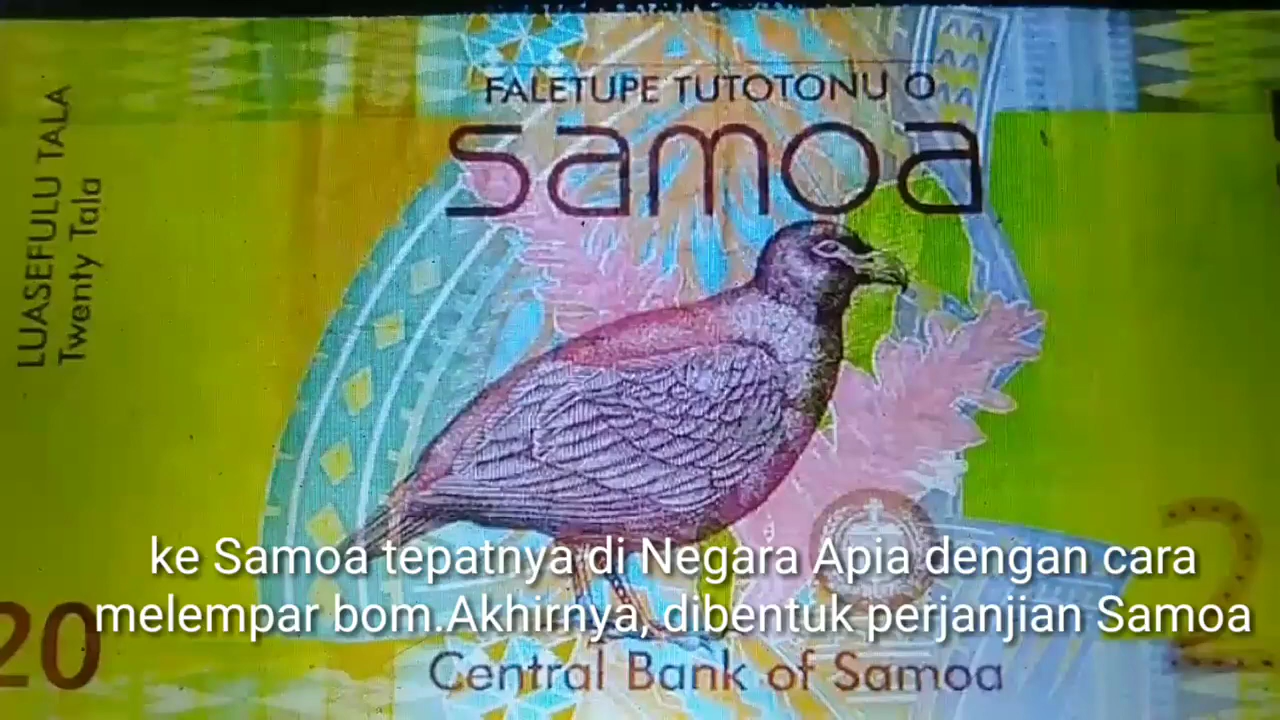 FALETUPE TUTOTONU O
samoa
LUASEFULU TALA
Twenty Tala
ke Samoa tepatnya di Negara Apia dengan cara
melempar bom.Akhirnya, dibentuk perjanjian Samoa
20
2
Central Bank of Samoa